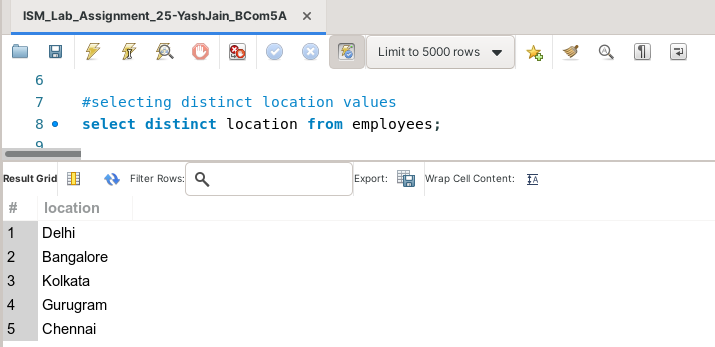 ISM_Lab_Assignment_25-YashJain_BCom5A ×
Limit to 5000 rows
6
7 #selecting distinct location values
8 select distinct location from employees;
9
Result Grid Filter Rows: Export: Wrap Cell Content:
# location
1 Delhi
2 Bangalore
3 Kolkata
4 Gurugram
5 Chennai